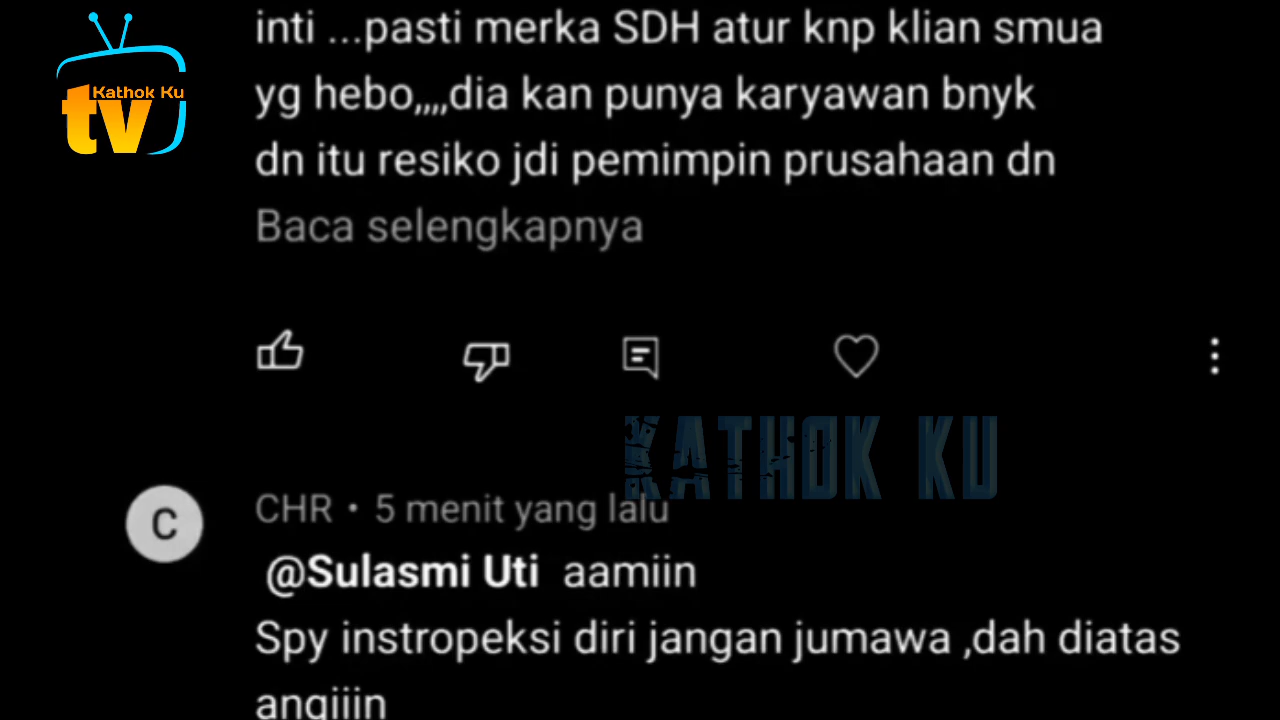 inti ...pasti merka SDH atur knp klian smua
yg hebo,,,,dia kan punya karyawan bnyk
dn itu resiko jdi pemimpin prusahaan dn
Baca selengkapnya
Kathok Ku
tv
KATHOK KU
C
CHR • 5 menit yang lalu
@Sulasmi Uti aamiin
Spy instropeksi diri jangan jumawa ,dah diatas
angiiin